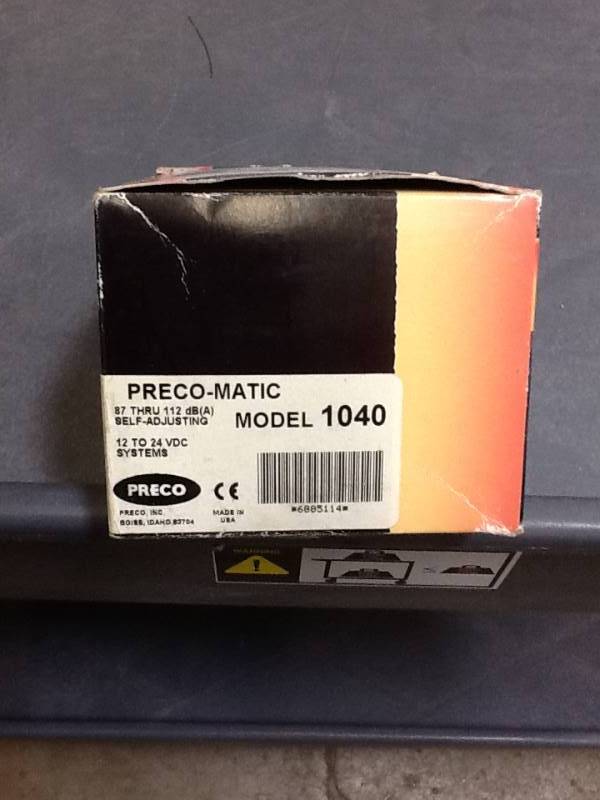 PRECO-MATIC
87 THRU 112 dB(A)
SELF-ADJUSTING
MODEL 1040
12 TO 24 VDC
SYSTEMS
PRECO
CE
*6885114*
PRECO, INC.
BOISE, IDAHO 83704
MADE IN
USA
WARNING